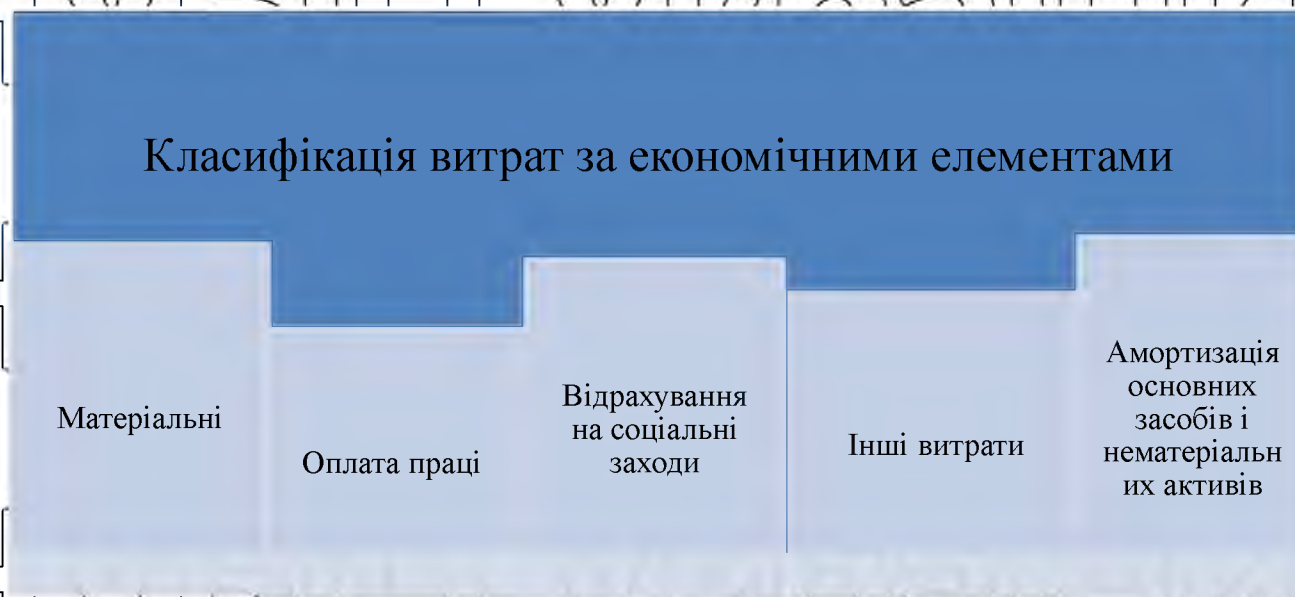 Класифікація витрат за економічними елементами
Матеріальні
Оплата праці
Відрахування
на соціальні
заходи
Інші витрати
Амортизація
основних
засобів і
нематеріальн
их активів